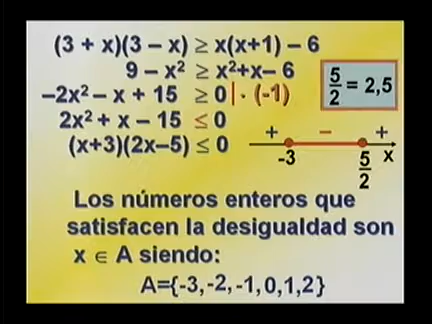 (3 + x)(3 – x) ≥ x(x+1) – 6
9 – x² ≥ x²+x– 6
–2x² – x + 15 ≥ 0 | · (-1)
5/2 = 2,5
2x² + x – 15 ≤ 0
(x+3)(2x–5) ≤ 0
+ – +
-3 5/2 x
Los números enteros que
satisfacen la desigualdad son
x ∈ A siendo:
A={-3,-2,-1,0,1,2}